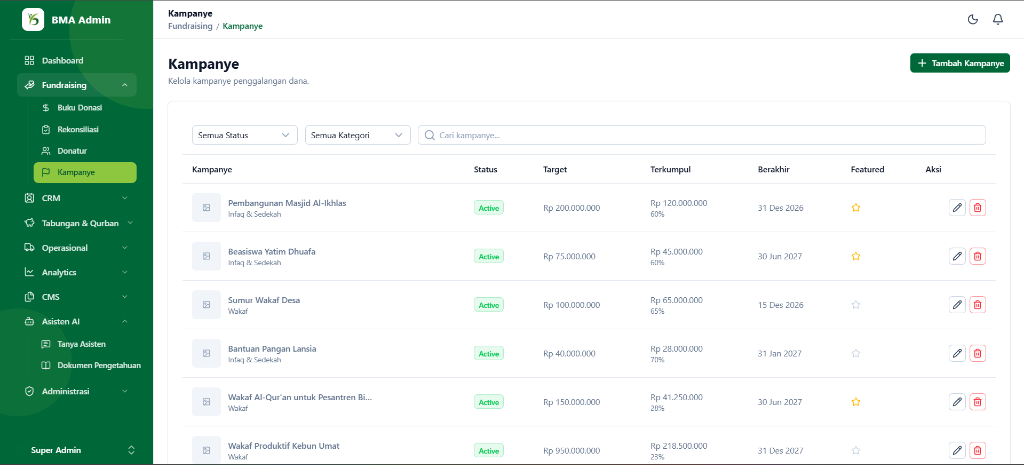 BMA Admin
Dashboard
Fundraising
Buku Donasi
Rekonsiliasi
Donatur
Kampanye
CRM
Tabungan & Qurban
Operasional
Analytics
CMS
Asisten AI
Tanya Asisten
Dokumen Pengetahuan
Administrasi
Super Admin
Kampanye
Fundraising / Kampanye
Kampanye
Kelola kampanye penggalangan dana.
+ Tambah Kampanye
Semua Status
Semua Kategori
Cari kampanye...
Kampanye Status Target Terkumpul Berakhir Featured Aksi
Pembangunan Masjid Al-Ikhlas
Infaq & Sedekah
Active
Rp 200.000.000
Rp 120.000.000
60%
31 Des 2026
Beasiswa Yatim Dhuafa
Infaq & Sedekah
Active
Rp 75.000.000
Rp 45.000.000
60%
30 Jun 2027
Sumur Wakaf Desa
Wakaf
Active
Rp 100.000.000
Rp 65.000.000
65%
15 Des 2026
Bantuan Pangan Lansia
Infaq & Sedekah
Active
Rp 40.000.000
Rp 28.000.000
70%
31 Jan 2027
Wakaf Al-Qur'an untuk Pesantren Bi...
Wakaf
Active
Rp 150.000.000
Rp 41.250.000
28%
30 Jun 2027
Wakaf Produktif Kebun Umat
Wakaf
Active
Rp 950.000.000
Rp 218.500.000
23%
31 Des 2027